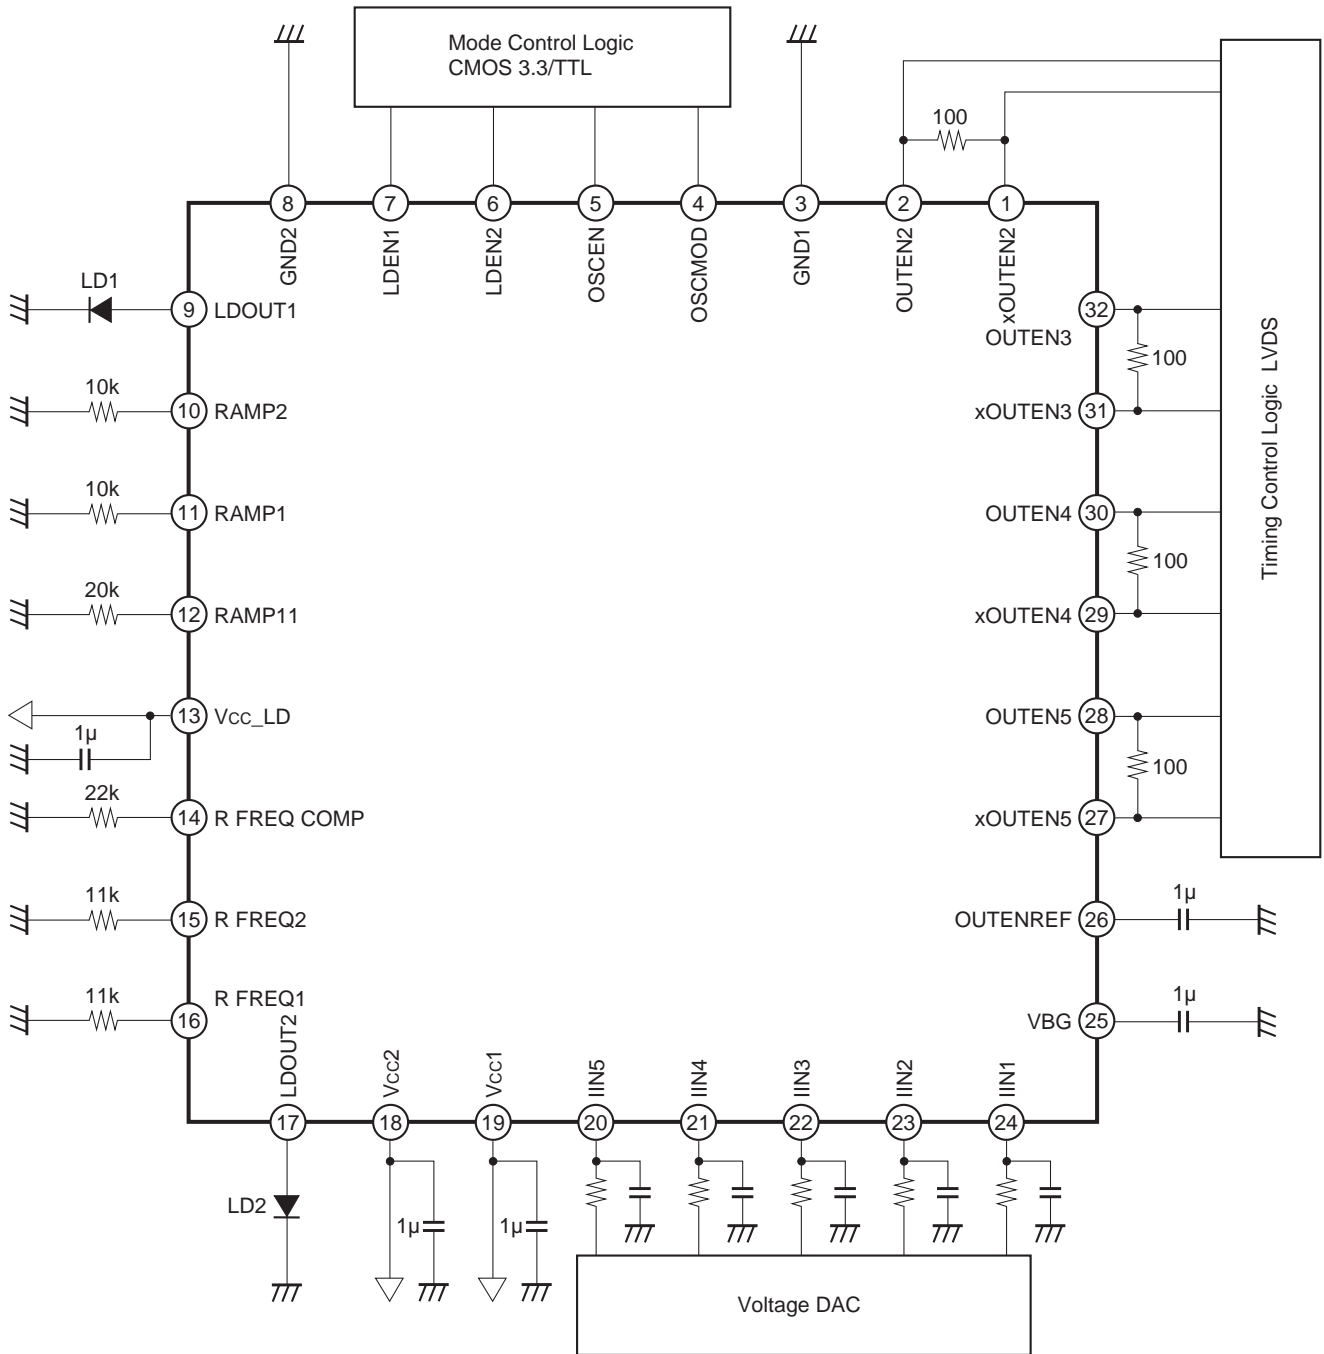 Mode Control Logic
CMOS 3.3/TTL
100
8
7
6
5
4
3
2
1
GND2
LDEN1
LDEN2
OSCEN
OSCMOD
GND1
OUTEN2
xOUTEN2
LD1
9
LDOUT1
10k
10
RAMP2
10k
11
RAMP1
20k
12
RAMP11
13
Vcc_LD
1µ
22k
14
R FREQ COMP
11k
15
R FREQ2
11k
16
R FREQ1
32
OUTEN3
100
31
xOUTEN3
30
OUTEN4
100
29
xOUTEN4
28
OUTEN5
100
27
xOUTEN5
Timing Control Logic LVDS
26
OUTENREF
1µ
25
VBG
1µ
LDOUT2
Vcc2
Vcc1
IIN5
IIN4
IIN3
IIN2
IIN1
17
18
19
20
21
22
23
24
LD2
1µ
1µ
Voltage DAC